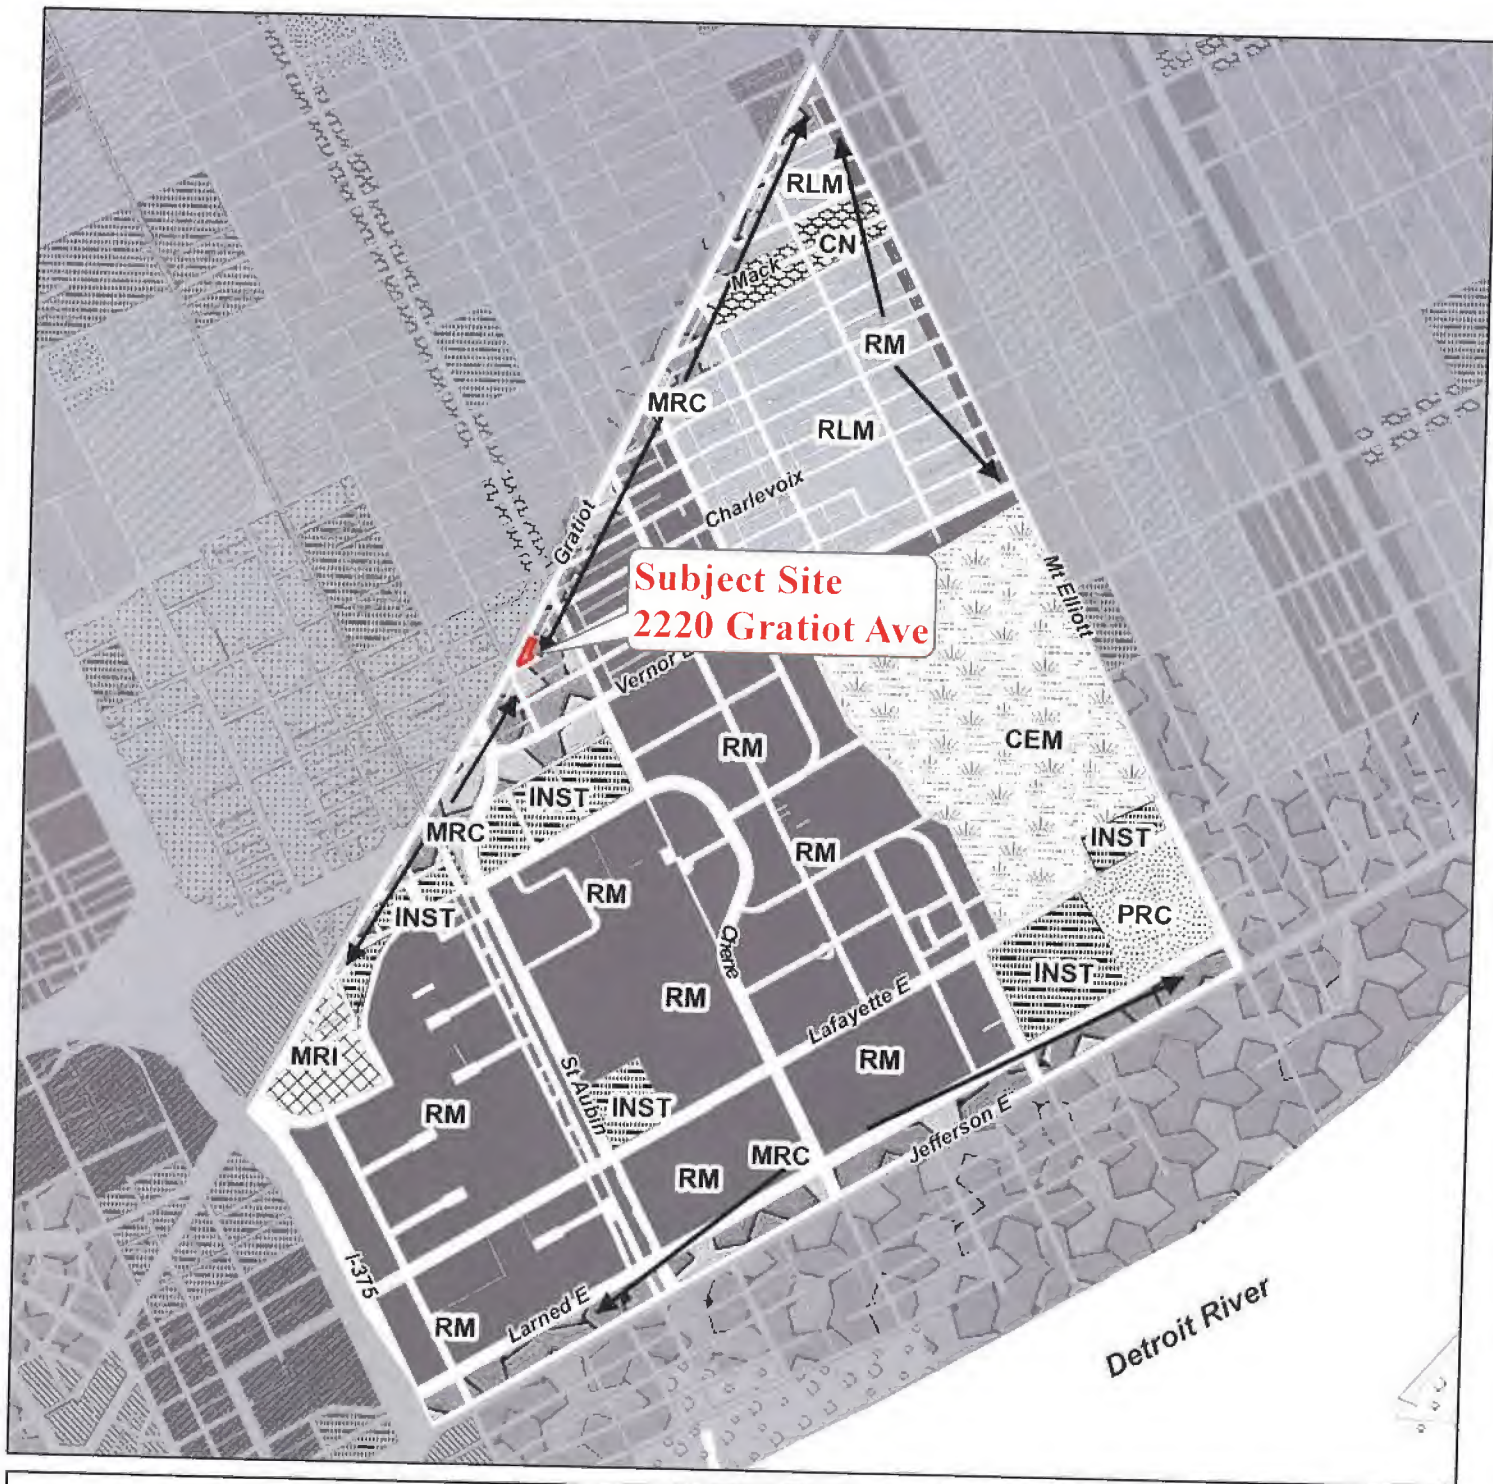 RLM
CN
Mack
RM
MRC
RLM
Charlevoix
Gratiot
Subject Site
2220 Gratiot Ave
Mt Elliott
Vernor
RM
CEM
INST
MRC
INST
RM
RM
INST
PRC
Chene
INST
RM
Lafayette E
MRI
RM
St Aubin
INST
RM
Jefferson E
MRC
RM
I-375
Larned E
RM
Detroit River